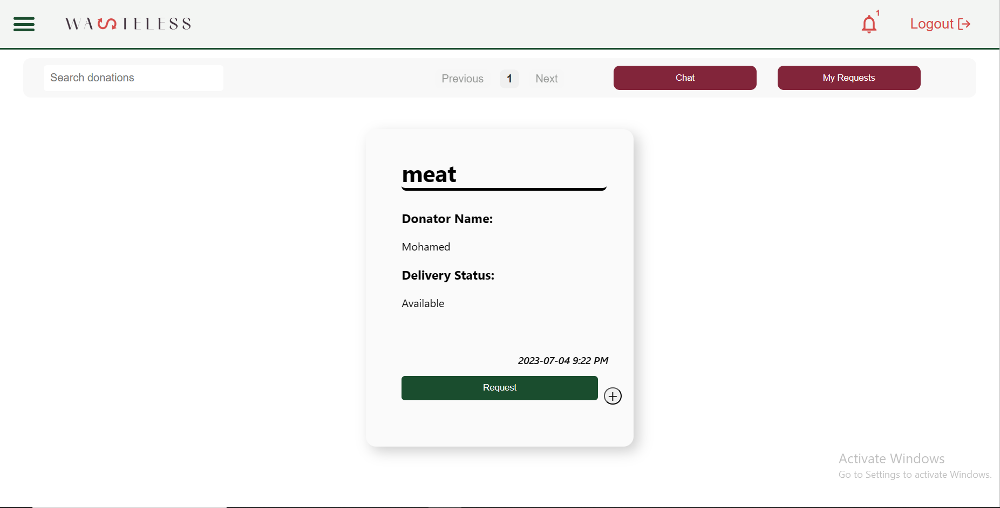 WASTELESS
1
Logout
Search donations
Previous 1 Next
Chat
My Requests
meat
Donator Name:
Mohamed
Delivery Status:
Available
2023-07-04 9:22 PM
Request
Activate Windows
Go to Settings to activate Windows.